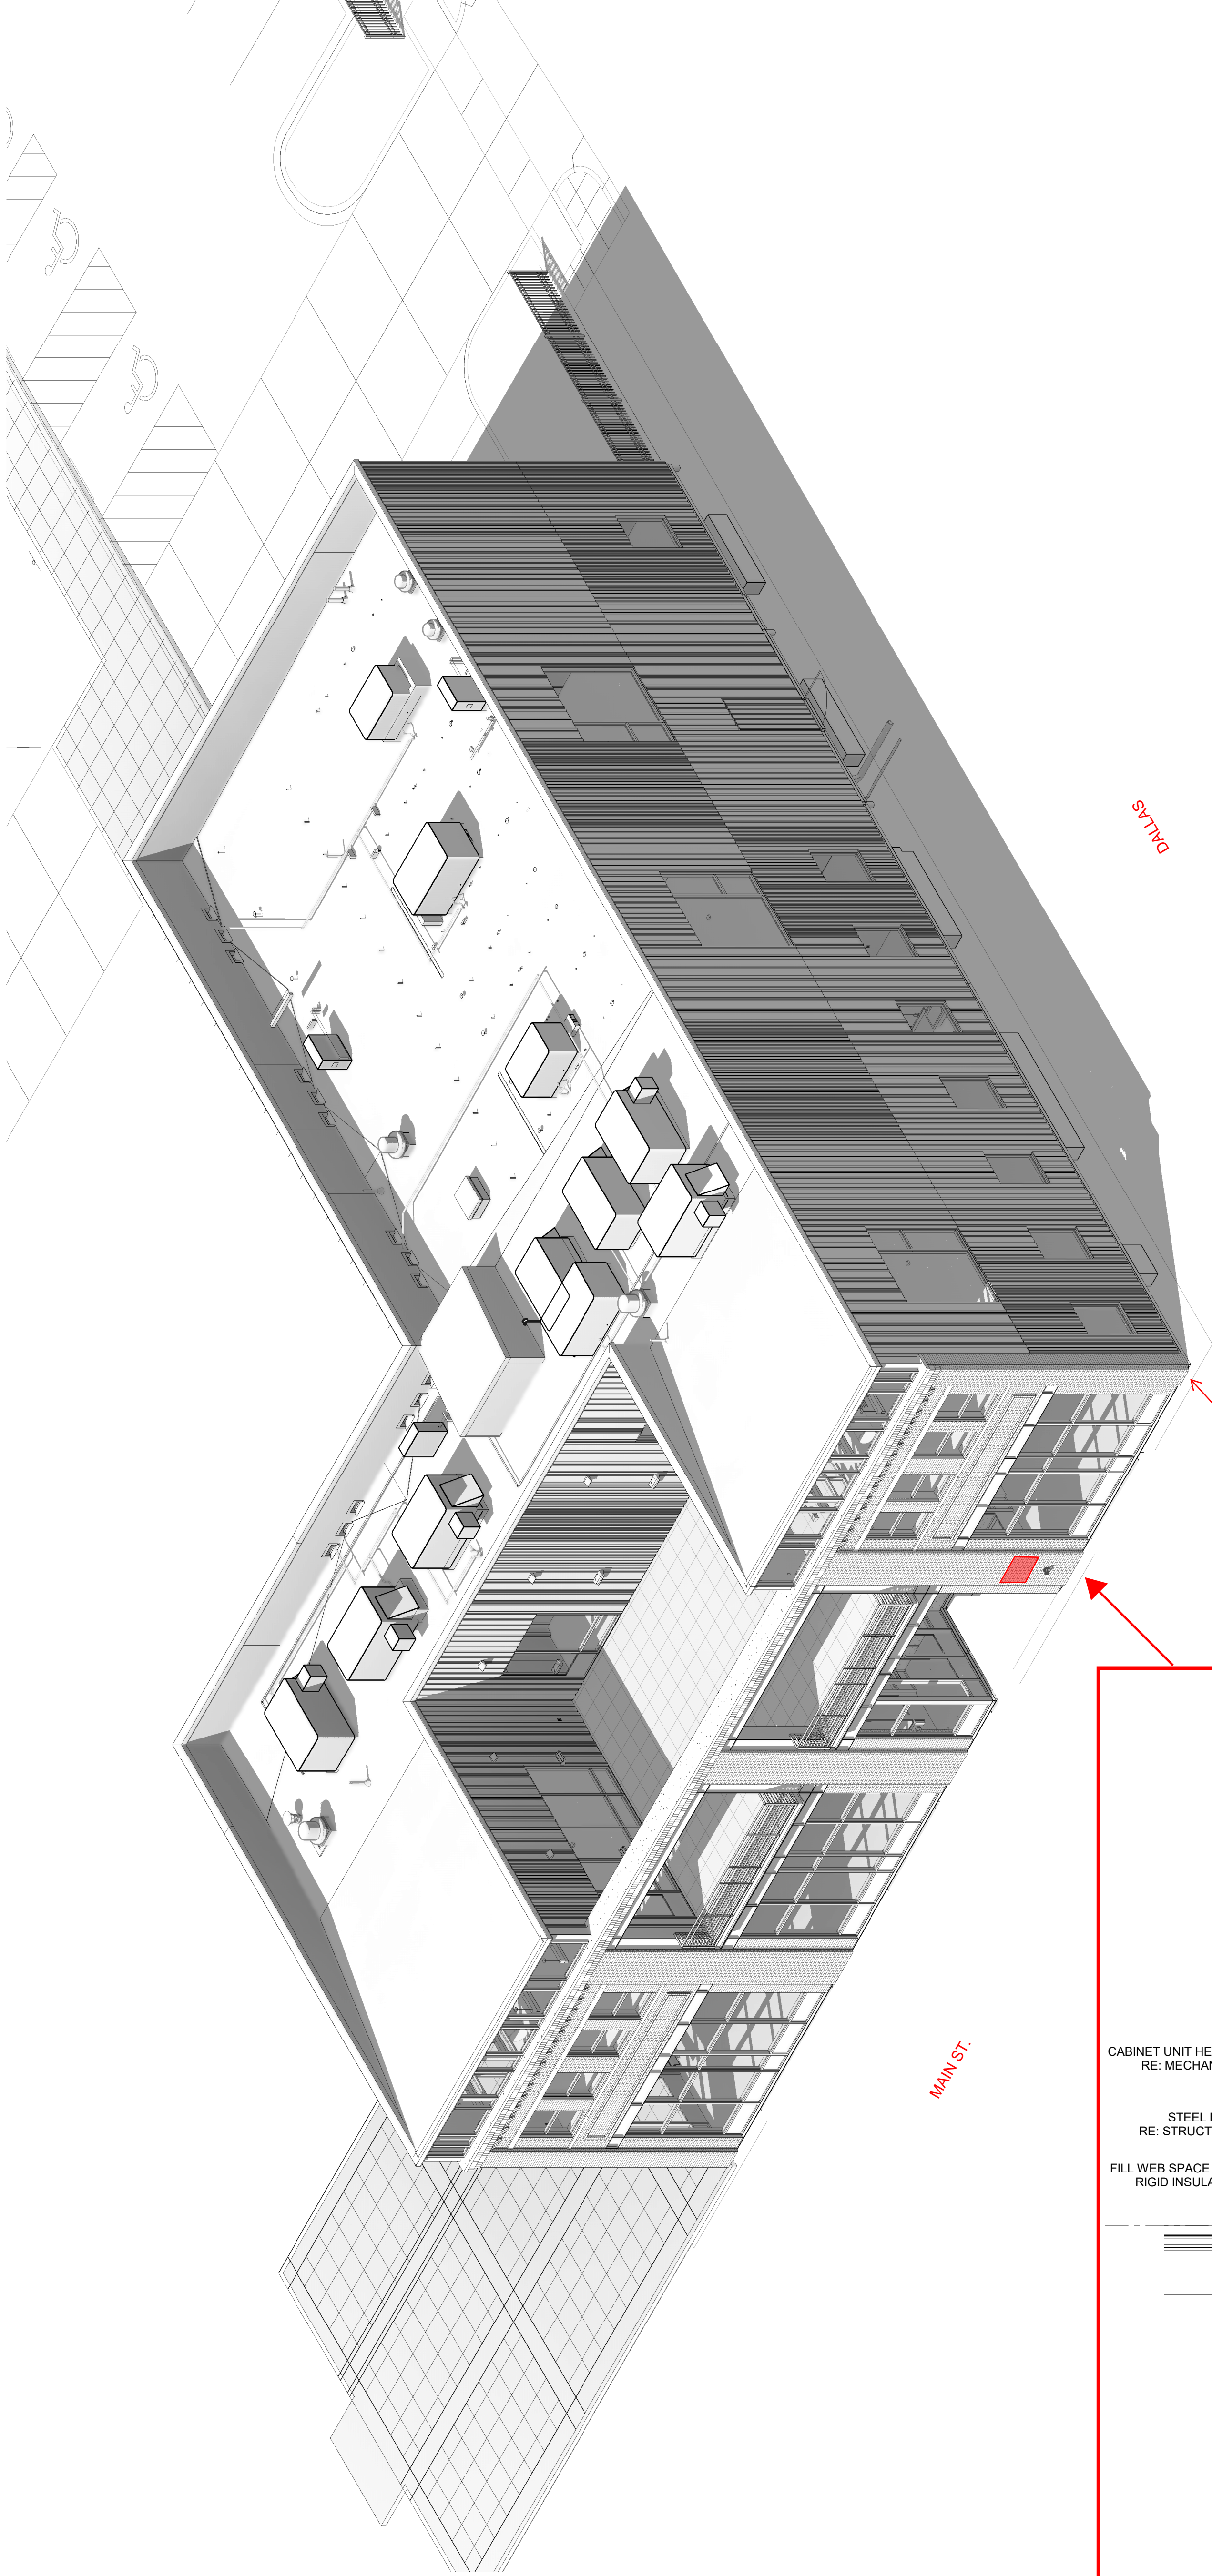 DALLAS
MAIN ST.
CABINET UNIT HE
RE: MECHAN
STEEL
RE: STRUCT
FILL WEB SPACE
RIGID INSULA